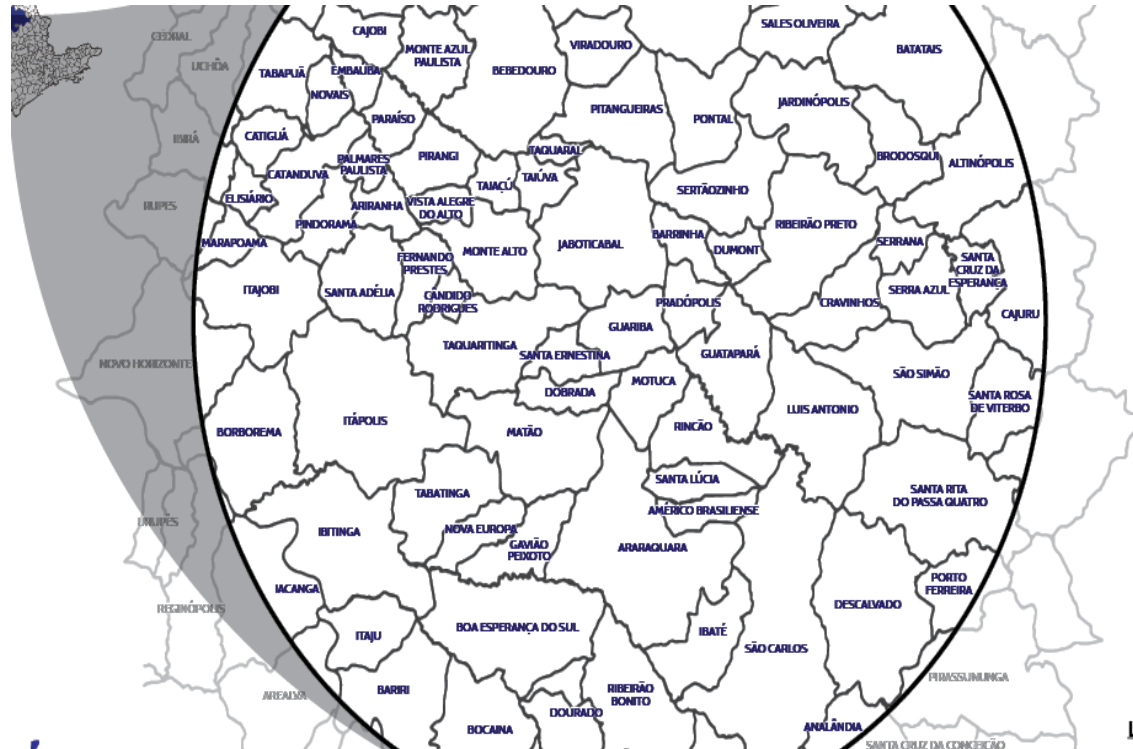 SALES OLIVEIRA
CAJOBI
CEDRAL
VIRADOURO
MONTE AZUL
PAULISTA
BATATAIS
UCHÔA
EMBAÚBA
TABAPUÃ
BEBEDOURO
NOVAIS
JARDINÓPOLIS
PITANGUEIRAS
PARAÍSO
PONTAL
CATIGUÁ
IBIRÁ
TAQUARAL
PIRANGI
BRODOSQUI
PALMARES
PAULISTA
ALTINÓPOLIS
CATANDUVA
TAIÚVA
TAIAÇÚ
SERTÃOZINHO
ELISIÁRIO
VISTA ALEGRE
DO ALTO
ARIRANHA
RUPES
PINDORAMA
RIBEIRÃO PRETO
BARRINHA
MARAPOAMA
JABOTICABAL
SERRANA
DUMONT
MONTE ALTO
FERNANDO
PRESTES
SANTA
CRUZ DA
ESPERANÇA
ITAJOBI
SANTA ADÉLIA
SERRA AZUL
CÂNDIDO
RODRIGUES
PRADÓPOLIS
CRAVINHOS
CAJURU
GUARIBA
TAQUARITINGA
SANTA ERNESTINA
GUATAPARÁ
NOVO HORIZONTE
SÃO SIMÃO
MOTUCA
DOBRADA
SANTA ROSA
DE VITERBO
LUIS ANTONIO
ITÁPOLIS
RINCÃO
BORBOREMA
MATÃO
SANTA LÚCIA
SANTA RITA
DO PASSA QUATRO
TABATINGA
AMÉRICO BRASILIENSE
URUPÊS
IBITINGA
NOVA EUROPA
GAVIÃO
PEIXOTO
ARARAQUARA
PORTO
FERREIRA
IACANGA
DESCALVADO
REGINÓPOLIS
BOA ESPERANÇA DO SUL
IBATÉ
ITAJU
SÃO CARLOS
PIRASSUNUNGA
RIBEIRÃO
BONITO
BARIRI
AREALVA
DOURADO
ANALÂNDIA
BOCAINA
SANTA CRUZ DA CONCEIÇÃO